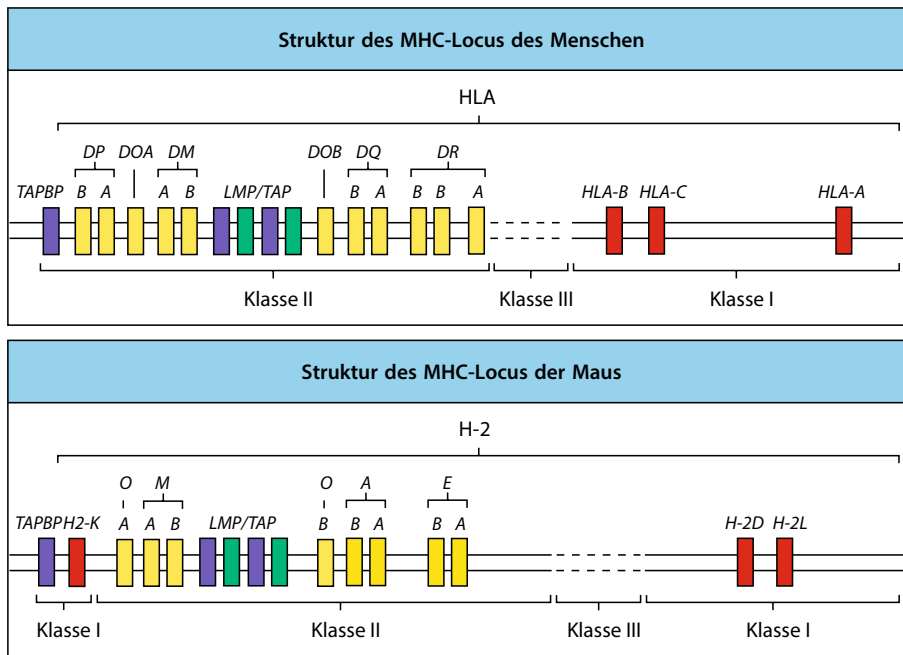 Struktur des MHC-Locus des Menschen
HLA
DP DOA DM DOB DQ DR
TAPBP B A A B LMP/TAP B A B B A HLA-B HLA-C HLA-A
Klasse II Klasse III Klasse I
Struktur des MHC-Locus der Maus
H-2
O M O A E
TAPBP H2-K A A B LMP/TAP B B A B A H-2D H-2L
Klasse I Klasse II Klasse III Klasse I